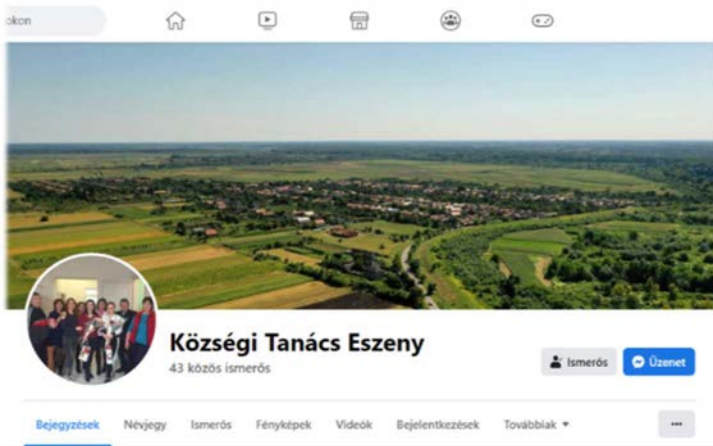 okon
Községi Tanács Eszeny
43 közös ismerős
Ismerős
Üzenet
Bejegyzések Névjegy Ismerős Fényképek Videók Bejelentkezések Továbbiak